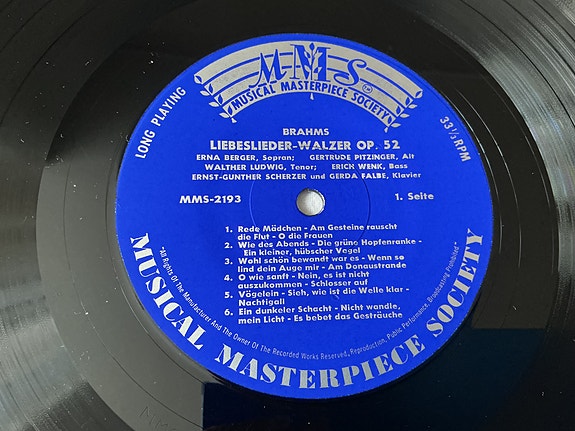 MMS TM
MUSICAL MASTERPIECE SOCIETY
LONG PLAYING
33 1/3 RPM
BRAHMS
LIEBESLIEDER-WALZER OP. 52
ERNA BERGER, Sopran; GERTRUDE PITZINGER, Alt
WALTHER LUDWIG, Tenor; ERICH WENK, Bass
ERNST-GUNTHER SCHERZER und GERDA FALBE, Klavier
MMS-2193
1. Seite
1. Rede Mädchen - Am Gesteine rauscht
die Flut - O die Frauen
2. Wie des Abends - Die grüne Hopfenranke -
Ein kleiner, hübscher Vegel
3. Wohl schön bewandt war es - Wenn so
lind dein Auge mir - Am Donaustrande
4. O wie sanft - Nein, es ist nicht
auszukommen - Schlosser auf
5. Vögelein - Sieh, wie ist die Welle klar -
Nachtigall
6. Ein dunkeler Schacht - Nicht wandle,
mein Licht - Es bebet das Gesträuche
"All Rights Of The Manufacturer And The Owner Of The Recorded Works Reserved, Reproduction, Public Performance, Broadcasting Prohibited"
MUSICAL MASTERPIECE SOCIETY